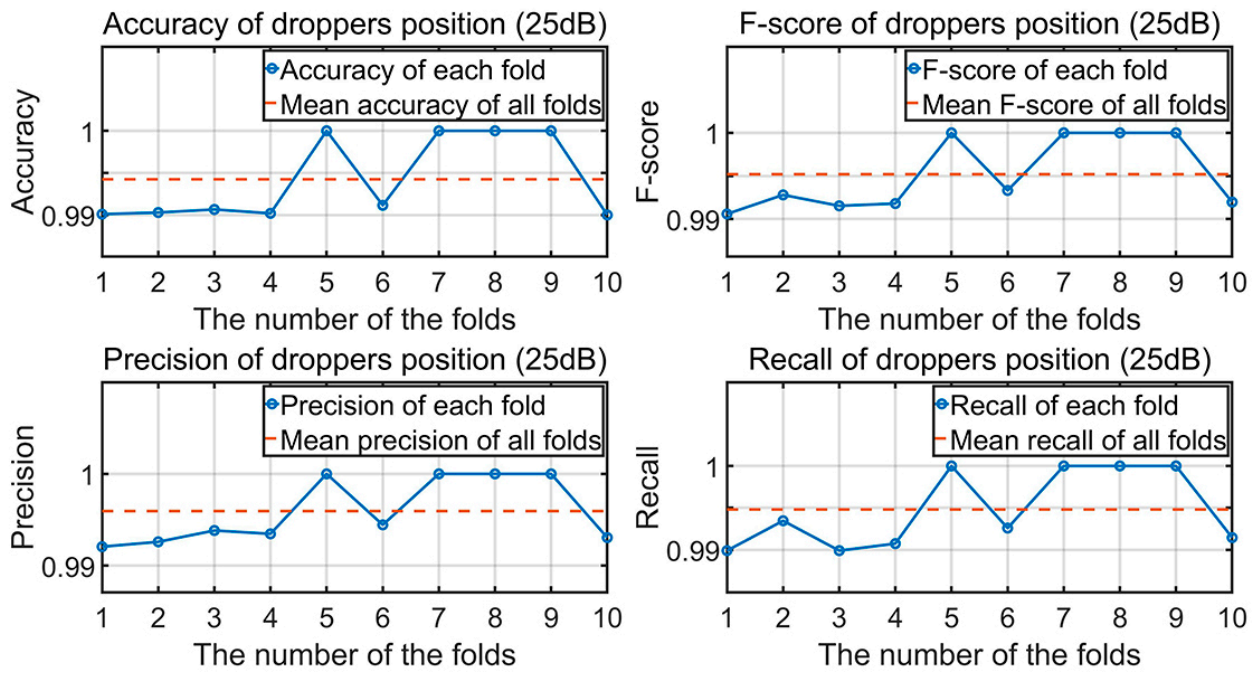 Accuracy of droppers position (25dB)
Accuracy of each fold
Mean accuracy of all folds
Accuracy
1
0.99
1 2 3 4 5 6 7 8 9 10
The number of the folds
F-score of droppers position (25dB)
F-score of each fold
Mean F-score of all folds
F-score
1
0.99
1 2 3 4 5 6 7 8 9 10
The number of the folds
Precision of droppers position (25dB)
Precision of each fold
Mean precision of all folds
Precision
1
0.99
1 2 3 4 5 6 7 8 9 10
The number of the folds
Recall of droppers position (25dB)
Recall of each fold
Mean recall of all folds
Recall
1
0.99
1 2 3 4 5 6 7 8 9 10
The number of the folds